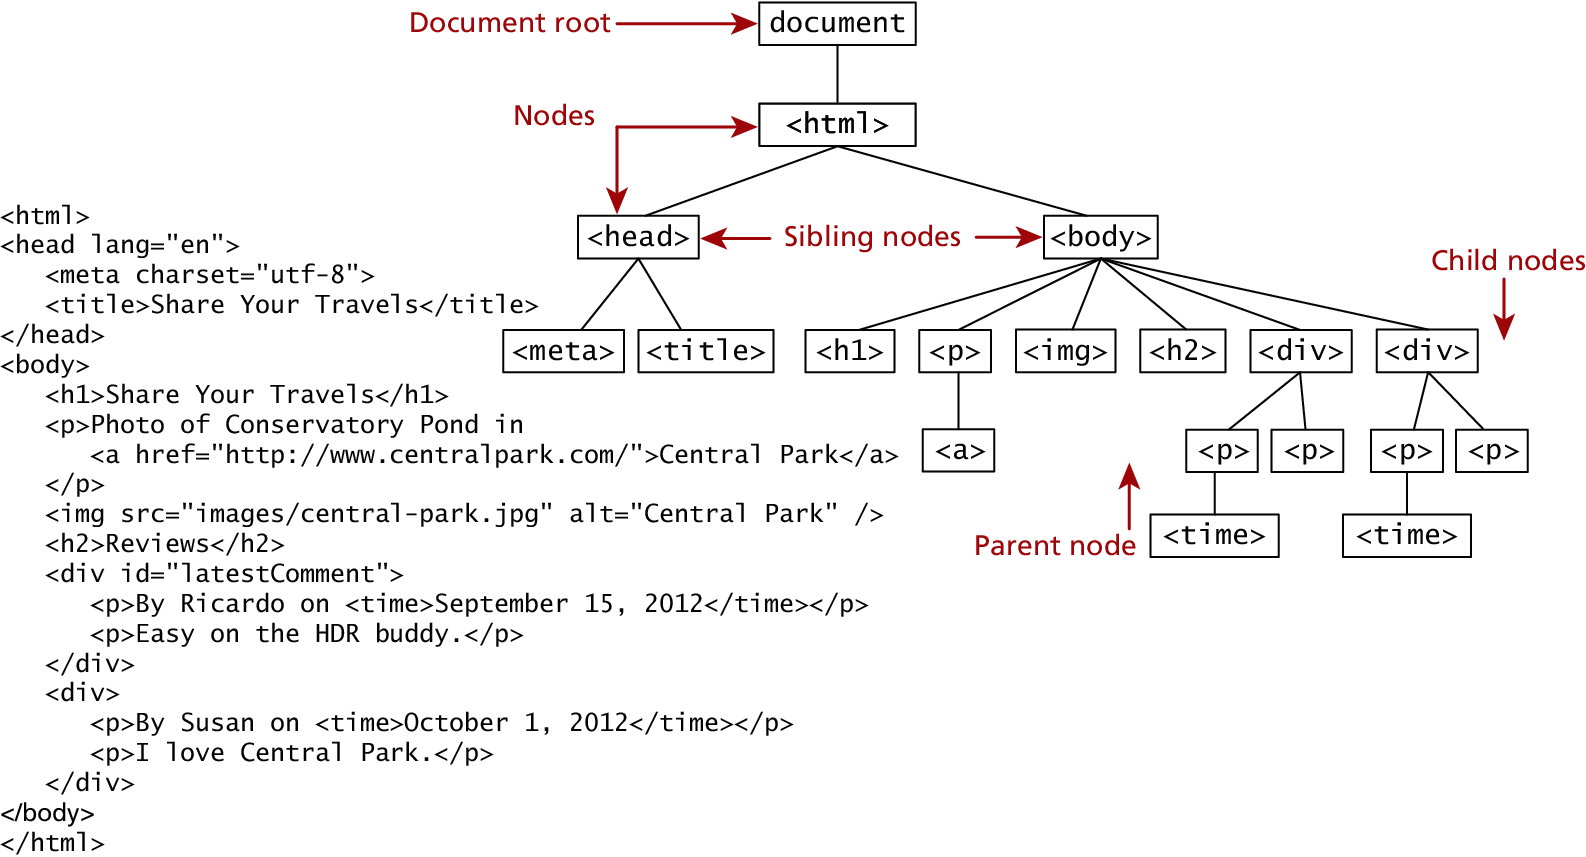 Document root
document
Nodes
<html>
<head>
Sibling nodes
<body>
Child nodes
<meta>
<title>
<h1>
<p>
<img>
<h2>
<div>
<div>
<a>
<p>
<p>
<p>
<p>
Parent node
<time>
<time>
<html>
<head lang="en">
<meta charset="utf-8">
<title>Share Your Travels</title>
</head>
<body>
<h1>Share Your Travels</h1>
<p>Photo of Conservatory Pond in
<a href="http://www.centralpark.com/">Central Park</a>
</p>
<img src="images/central-park.jpg" alt="Central Park" />
<h2>Reviews</h2>
<div id="latestComment">
<p>By Ricardo on <time>September 15, 2012</time></p>
<p>Easy on the HDR buddy.</p>
</div>
<div>
<p>By Susan on <time>October 1, 2012</time></p>
<p>I love Central Park.</p>
</div>
</body>
</html>